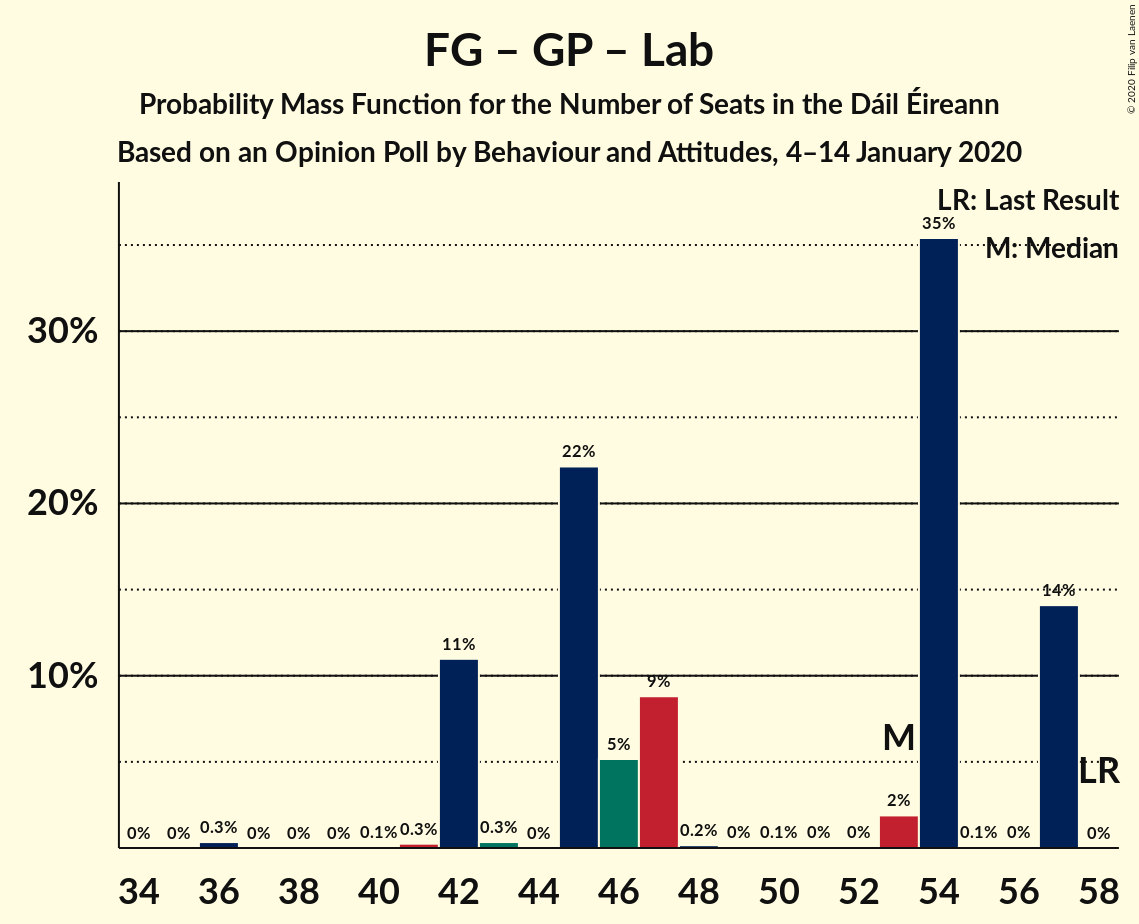 FG – GP – Lab
Probability Mass Function for the Number of Seats in the Dáil Éireann
Based on an Opinion Poll by Behaviour and Attitudes, 4–14 January 2020
© 2020 Filip van Laenen
LR: Last Result
M: Median
35%
30%
22%
20%
14%
11%
10%
9%
M
5%
LR
2%
0% 0% 0.3% 0% 0% 0% 0.1% 0.3% 0.3% 0% 0.2% 0% 0.1% 0% 0% 0.1% 0% 0%
34 36 38 40 42 44 46 48 50 52 54 56 58